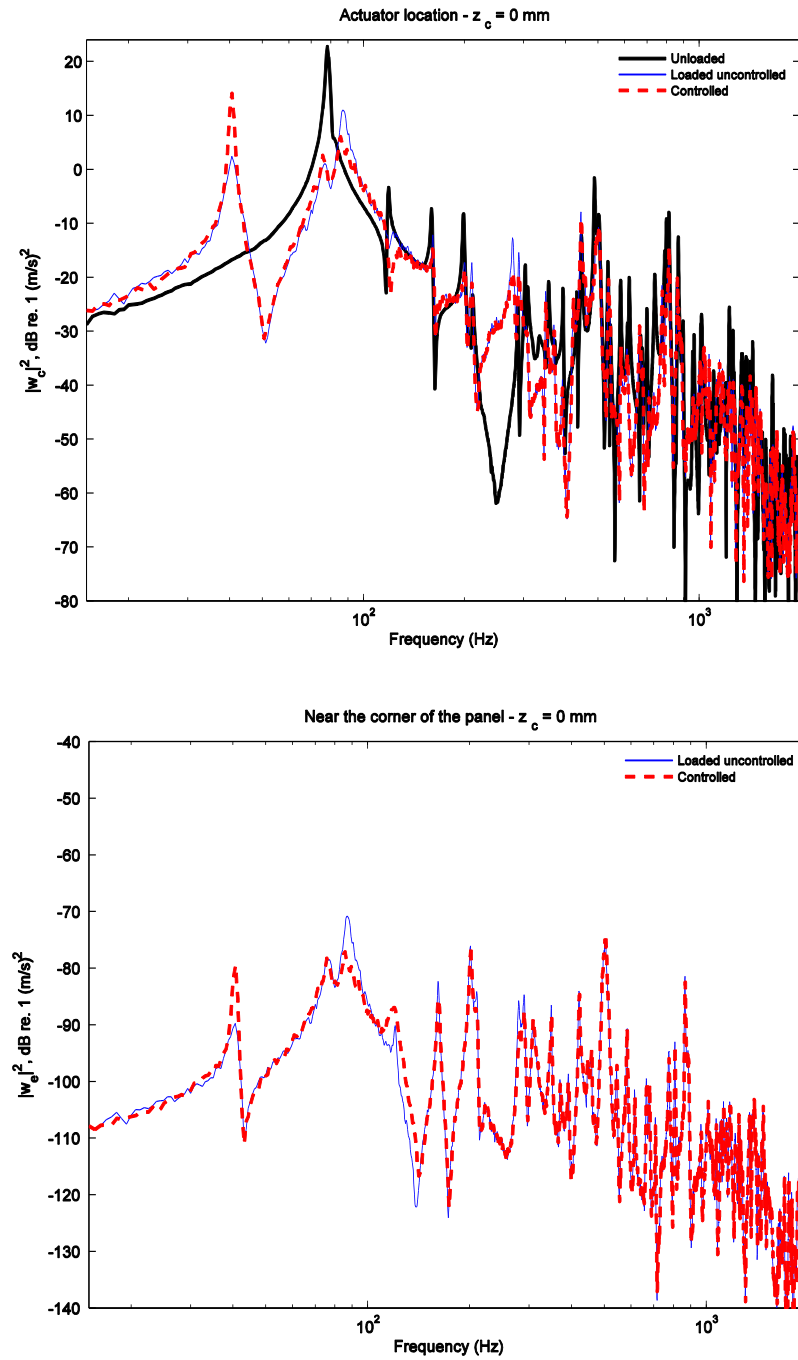 Actuator location - z c = 0 mm
20
10
0
-10
-20
-30
-40
-50
-60
-70
-80
|w_c|^2, dB re. 1 (m/s)^2
Unloaded
Loaded uncontrolled
Controlled
10^2
10^3
Frequency (Hz)
Near the corner of the panel - z c = 0 mm
-40
-50
-60
-70
-80
-90
-100
-110
-120
-130
-140
|w_e|^2, dB re. 1 (m/s)^2
Loaded uncontrolled
Controlled
10^2
10^3
Frequency (Hz)